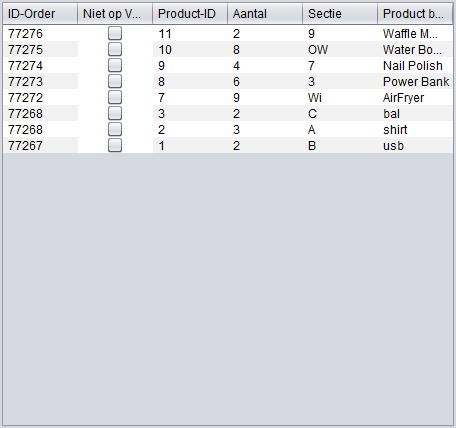 ID-Order Niet op V... Product-ID Aantal Sectie Product b...
77276 11 2 9 Waffle M...
77275 10 8 OW Water Bo...
77274 9 4 7 Nail Polish
77273 8 6 3 Power Bank
77272 7 9 Wi AirFryer
77268 3 2 C bal
77268 2 3 A shirt
77267 1 2 B usb